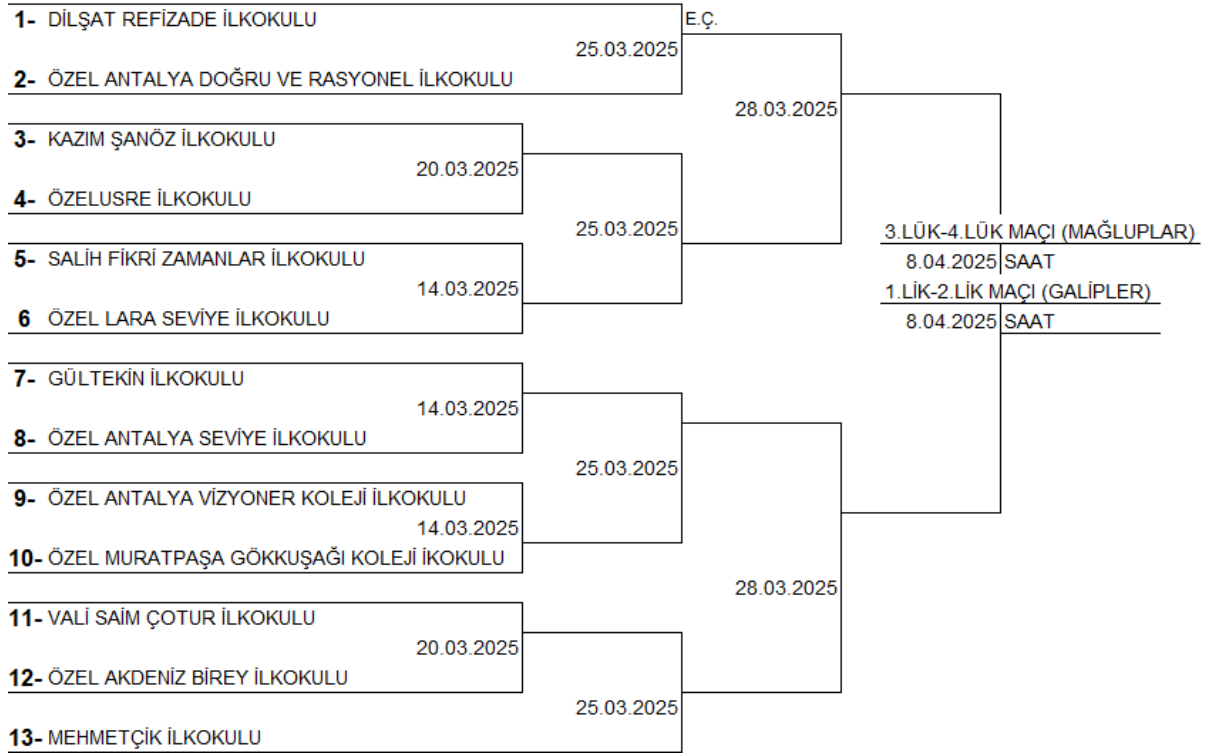 1- DİLŞAT REFİZADE İLKOKULU
E.Ç.
25.03.2025
2- ÖZEL ANTALYA DOĞRU VE RASYONEL İLKOKULU
28.03.2025
3- KAZIM ŞANÖZ İLKOKULU
20.03.2025
4- ÖZELUSRE İLKOKULU
25.03.2025
3.LÜK-4.LÜK MAÇI (MAĞLUPLAR)
5- SALİH FİKRİ ZAMANLAR İLKOKULU
8.04.2025 SAAT
14.03.2025
1.LİK-2.LİK MAÇI (GALİPLER)
6 ÖZEL LARA SEVİYE İLKOKULU
8.04.2025 SAAT
7- GÜLTEKİN İLKOKULU
14.03.2025
8- ÖZEL ANTALYA SEVİYE İLKOKULU
25.03.2025
9- ÖZEL ANTALYA VİZYONER KOLEJİ İLKOKULU
14.03.2025
10- ÖZEL MURATPAŞA GÖKKUŞAĞI KOLEJİ İKOKULU
28.03.2025
11- VALİ SAİM ÇOTUR İLKOKULU
20.03.2025
12- ÖZEL AKDENİZ BİREY İLKOKULU
25.03.2025
13- MEHMETÇİK İLKOKULU